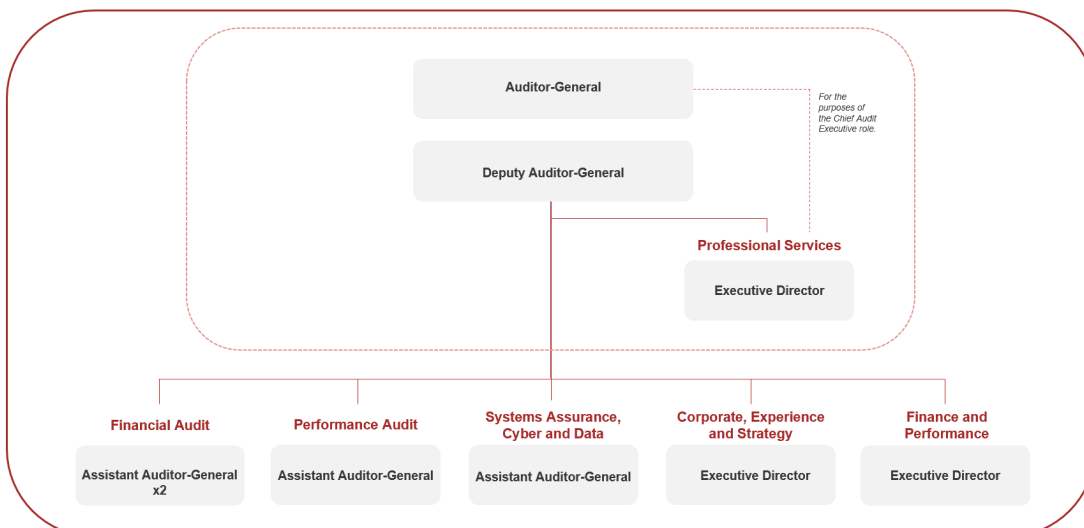 Auditor-General
For the
purposes of
the Chief Audit
Executive role.
Deputy Auditor-General
Professional Services
Executive Director
Financial Audit
Assistant Auditor-General
x2
Performance Audit
Assistant Auditor-General
Systems Assurance,
Cyber and Data
Assistant Auditor-General
Corporate, Experience
and Strategy
Executive Director
Finance and
Performance
Executive Director